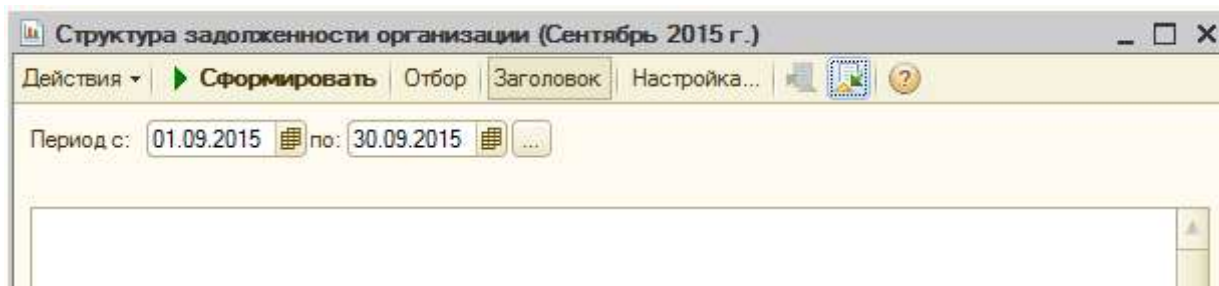 Структура задолженности организации (Сентябрь 2015 г.)
Действия Сформировать Отбор Заголовок Настройка... ?
Период с: 01.09.2015 по: 30.09.2015 ...